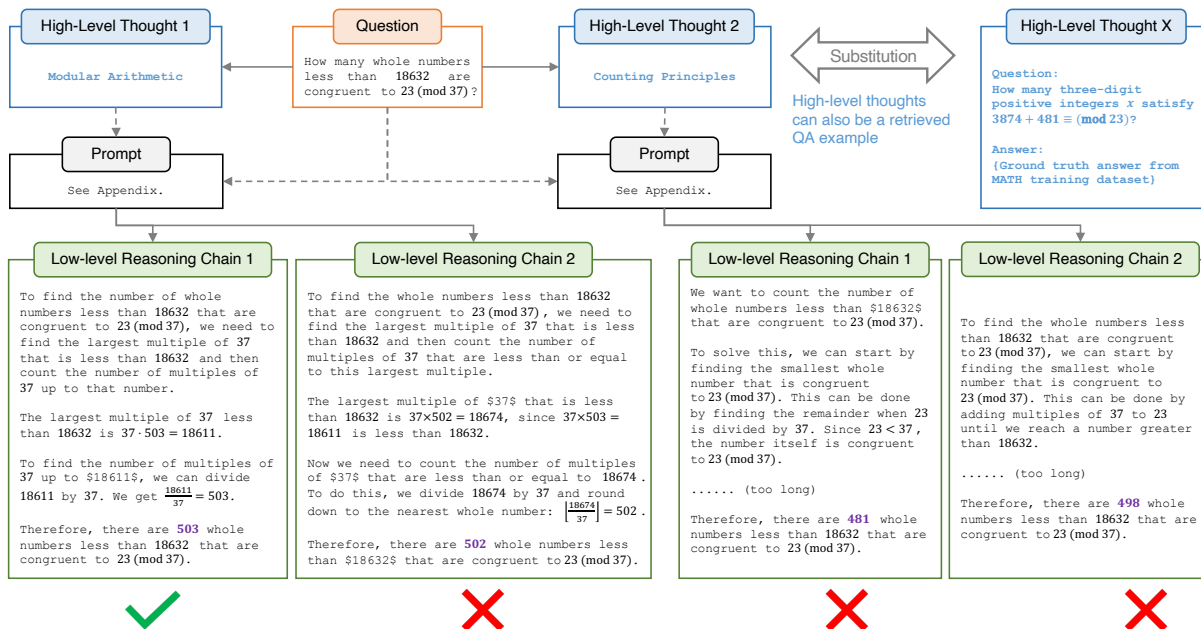 High-Level Thought 1
Modular Arithmetic
Question
How many whole numbers
less than 18632 are
congruent to 23 (mod 37)?
High-Level Thought 2
Counting Principles
Substitution
High-level thoughts
can also be a retrieved
QA example
High-Level Thought X
Question:
How many three-digit
positive integers x satisfy
3874 + 481 ≡ (mod 23)?
Answer:
{Ground truth answer from
MATH training dataset}
Prompt
See Appendix.
Prompt
See Appendix.
Low-level Reasoning Chain 1
To find the number of whole
numbers less than 18632 that are
congruent to 23 (mod 37), we need to
find the largest multiple of 37
that is less than 18632 and then
count the number of multiples of
37 up to that number.
The largest multiple of 37 less
than 18632 is 37 · 503 = 18611.
To find the number of multiples of
37 up to $18611$, we can divide
18611 by 37. We get 18611/37 = 503.
Therefore, there are 503 whole
numbers less than 18632 that are
congruent to 23 (mod 37).
Low-level Reasoning Chain 2
To find the whole numbers less than 18632
that are congruent to 23 (mod 37), we need to
find the largest multiple of 37 that is less
than 18632 and then count the number of
multiples of 37 that are less than or equal
to this largest multiple.
The largest multiple of $37$ that is less
than 18632 is 37×502 = 18674, since 37×503 =
18611 is less than 18632.
Now we need to count the number of multiples
of $37$ that are less than or equal to 18674.
To do this, we divide 18674 by 37 and round
down to the nearest whole number: ⌊18674/37⌋ = 502.
Therefore, there are 502 whole numbers less
than $18632$ that are congruent to 23 (mod 37).
Low-level Reasoning Chain 1
We want to count the number of
whole numbers less than $18632$
that are congruent to 23 (mod 37).
To solve this, we can start by
finding the smallest whole
number that is congruent
to 23 (mod 37). This can be done
by finding the remainder when 23
is divided by 37. Since 23 < 37,
the number itself is congruent
to 23 (mod 37).
...... (too long)
Therefore, there are 481 whole
numbers less than 18632 that are
congruent to 23 (mod 37).
Low-level Reasoning Chain 2
To find the whole numbers less
than 18632 that are congruent
to 23 (mod 37), we can start by
finding the smallest whole
number that is congruent to
23 (mod 37). This can be done by
adding multiples of 37 to 23
until we reach a number greater
than 18632.
...... (too long)
Therefore, there are 498 whole
numbers less than 18632 that are
congruent to 23 (mod 37).